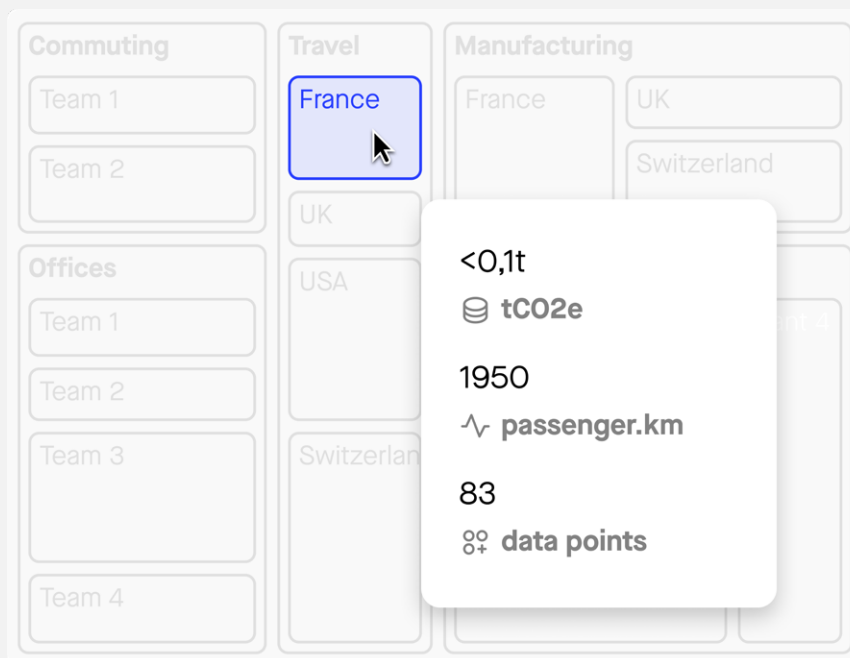 Commuting
Team 1
Team 2
Offices
Team 1
Team 2
Team 3
Team 4
Travel
France
UK
USA
Switzerlan
Manufacturing
France
UK
Switzerland
<0,1t
tCO2e
1950
passenger.km
83
data points
4